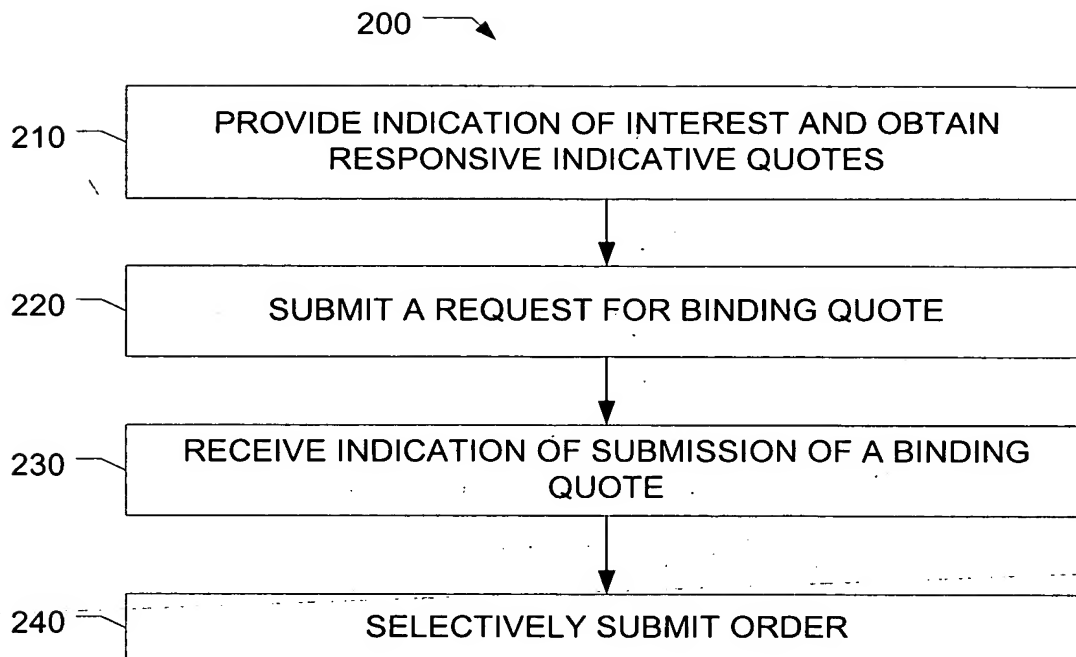 200
210
PROVIDE INDICATION OF INTEREST AND OBTAIN
RESPONSIVE INDICATIVE QUOTES
220
SUBMIT A REQUEST FOR BINDING QUOTE
230
RECEIVE INDICATION OF SUBMISSION OF A BINDING
QUOTE
240
SELECTIVELY SUBMIT ORDER